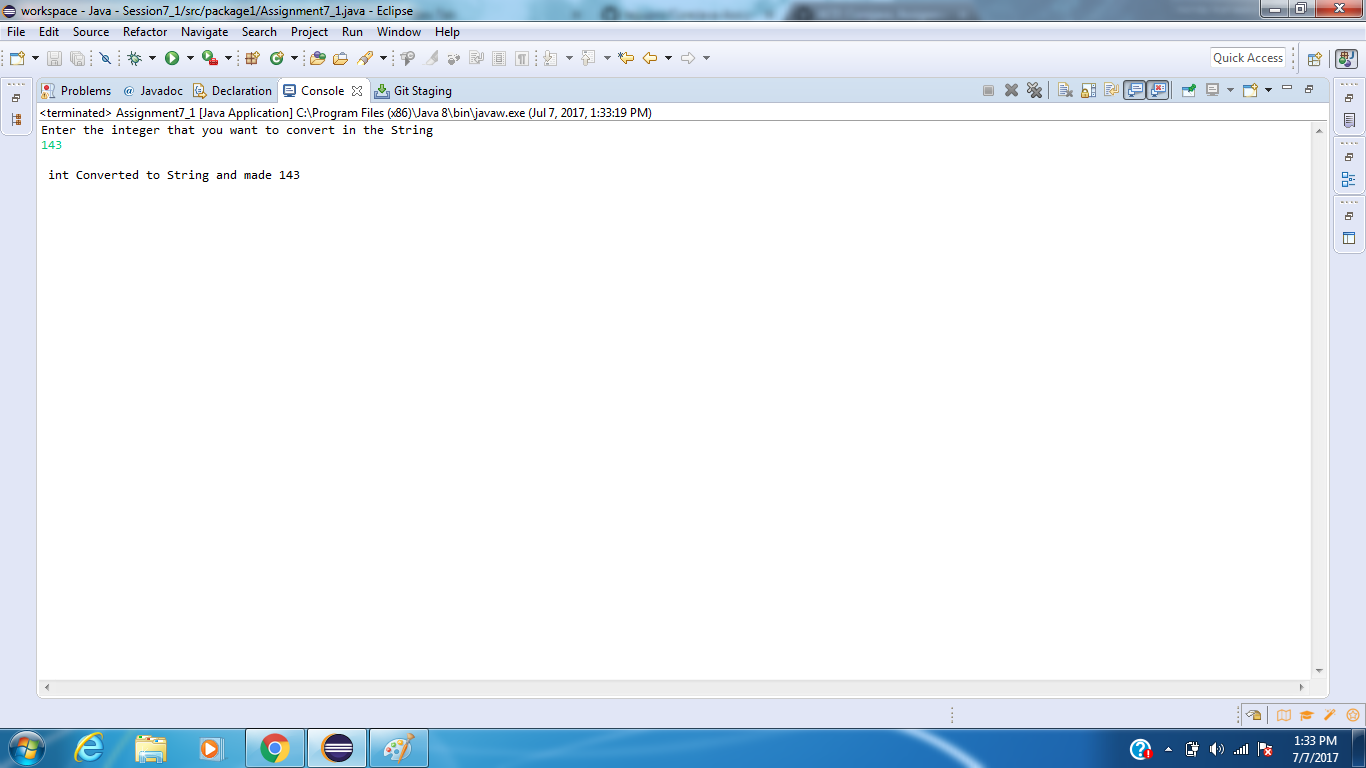 workspace - Java - Session7_1/src/package1/Assignment7_1.java - Eclipse
File Edit Source Refactor Navigate Search Project Run Window Help
Quick Access
Problems @ Javadoc Declaration Console Git Staging
<terminated> Assignment7_1 [Java Application] C:\Program Files (x86)\Java 8\bin\javaw.exe (Jul 7, 2017, 1:33:19 PM)
Enter the integer that you want to convert in the String
143
int Converted to String and made 143
1:33 PM
7/7/2017